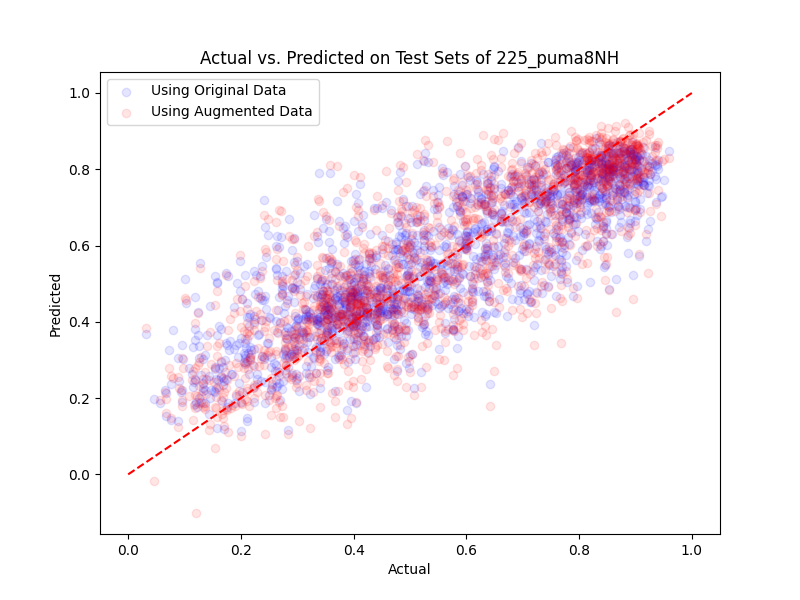 Actual vs. Predicted on Test Sets of 225_puma8NH
Using Original Data
Using Augmented Data
1.0
0.8
0.6
0.4
0.2
0.0
Predicted
0.0 0.2 0.4 0.6 0.8 1.0
Actual